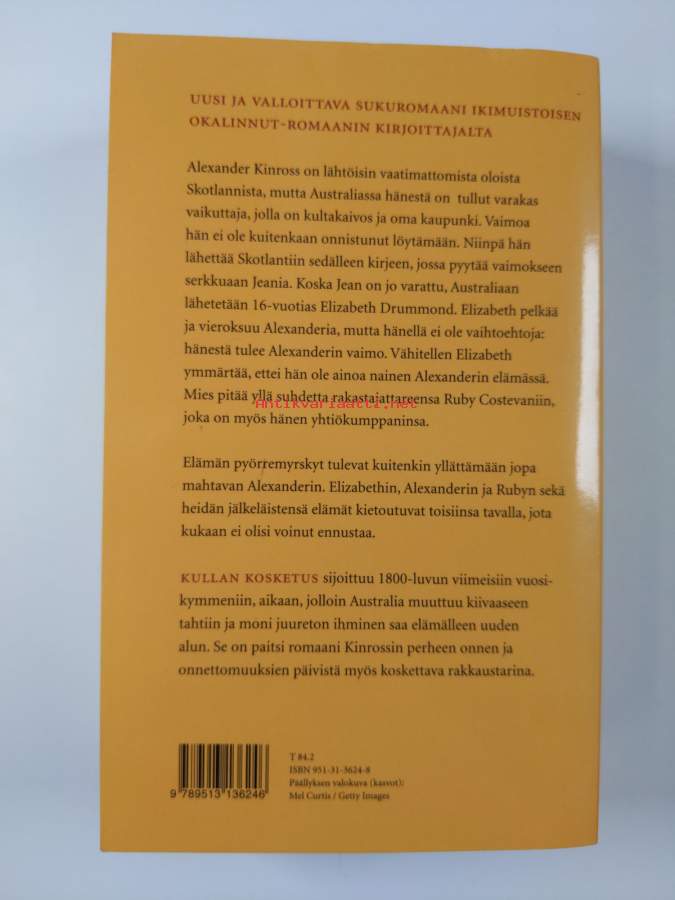 UUSI JA VALLOITTAVA SUKUROMAANI IKIMUISTOISEN
OKALINNUT-ROMAANIN KIRJOITTAJALTA
Alexander Kinross on lähtöisin vaatimattomista oloista
Skotlannista, mutta Australiassa hänestä on tullut varakas
vaikuttaja, jolla on kultakaivos ja oma kaupunki. Vaimoa
hän ei ole kuitenkaan onnistunut löytämään. Niinpä hän
lähettää Skotlantiin sedälleen kirjeen, jossa pyytää vaimokseen
serkkuaan Jeania. Koska Jean on jo varattu, Australiaan
lähetetään 16-vuotias Elizabeth Drummond. Elizabeth pelkää
ja vieroksuu Alexanderia, mutta hänellä ei ole vaihtoehtoja:
hänestä tulee Alexanderin vaimo. Vähitellen Elizabeth
ymmärtää, ettei hän ole ainoa nainen Alexanderin elämässä.
Mies pitää yllä suhdetta rakastajattareensa Ruby Costevaniin,
Antikvariaatti.net
joka on myös hänen yhtiökumppaninsa.
Elämän pyörremyrskyt tulevat kuitenkin yllättämään jopa
mahtavan Alexanderin. Elizabethin, Alexanderin ja Rubyn sekä
heidän jälkeläistensä elämät kietoutuvat toisiinsa tavalla, jota
kukaan ei olisi voinut ennustaa.
KULLAN KOSKETUS sijoittuu 1800-luvun viimeisiin vuosi-
kymmeniin, aikaan, jolloin Australia muuttuu kiivaaseen
tahtiin ja moni juureton ihminen saa elämälleen uuden
alun. Se on paitsi romaani Kinrossin perheen onnen ja
onnettomuuksien päivistä myös koskettava rakkaustarina.
T 84.2
ISBN 951-31-3624-8
Päällyksen valokuva (kasvot):
Mel Curtis / Getty Images
9 789513 136246